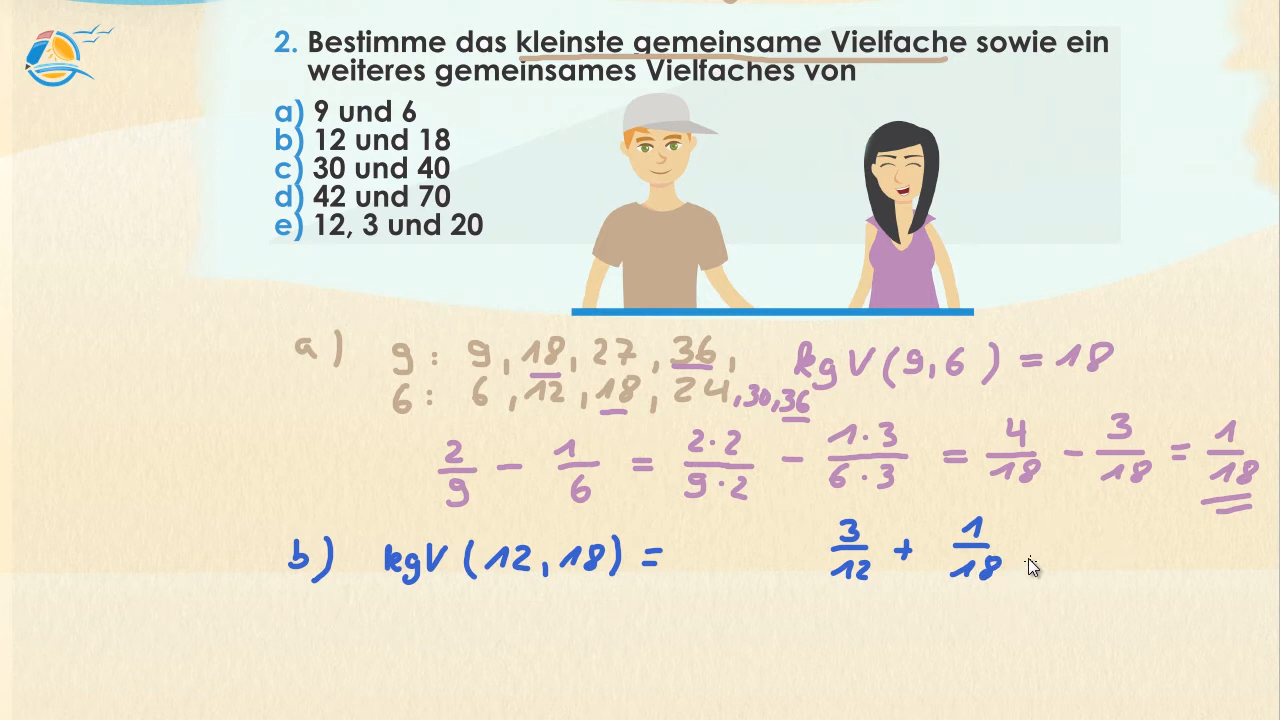 2. Bestimme das kleinste gemeinsame Vielfache sowie ein
weiteres gemeinsames Vielfaches von
a) 9 und 6
b) 12 und 18
c) 30 und 40
d) 42 und 70
e) 12, 3 und 20
a) 9: 9, 18, 27, 36, kgV(9,6) = 18
6: 6, 12, 18, 24, 30, 36
2/9 - 1/6 = 2·2/9·2 - 1·3/6·3 = 4/18 - 3/18 = 1/18
b) kgV(12,18) = 3/12 + 1/18